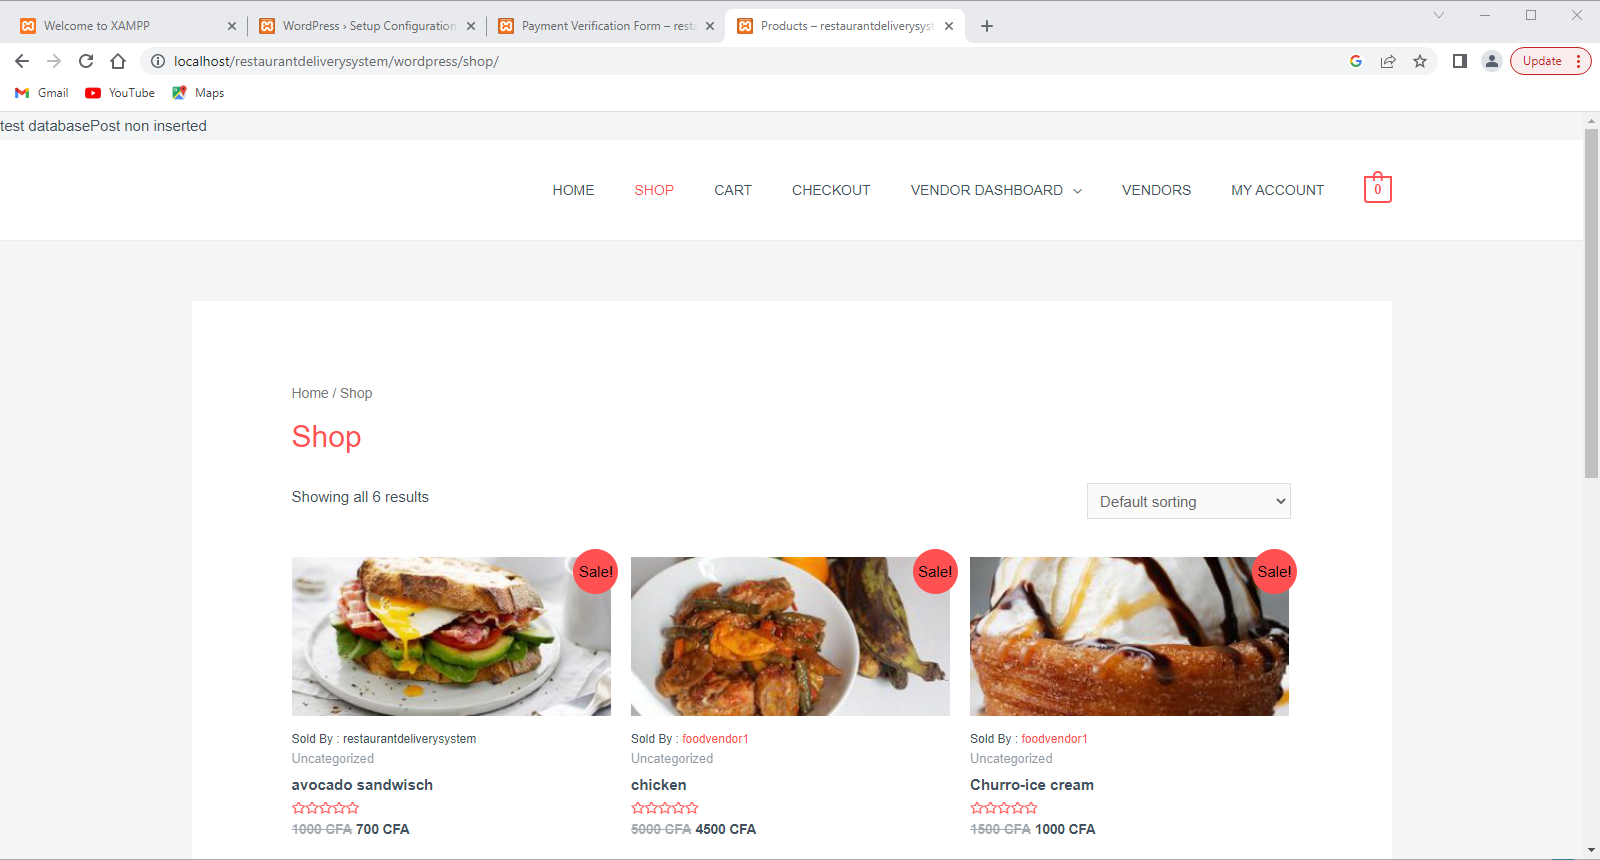 Welcome to XAMPP
WordPress › Setup Configuration
Payment Verification Form – rest
Products – restaurantdeliverysyst
localhost/restaurantdeliverysystem/wordpress/shop/
Update
Gmail
YouTube
Maps
test databasePost non inserted
HOME
SHOP
CART
CHECKOUT
VENDOR DASHBOARD
VENDORS
MY ACCOUNT
0
Home / Shop
Shop
Showing all 6 results
Default sorting
Sale!
Sale!
Sale!
Sold By : restaurantdeliverysystem
Uncategorized
avocado sandwisch
1000 CFA 700 CFA
Sold By : foodvendor1
Uncategorized
chicken
5000 CFA 4500 CFA
Sold By : foodvendor1
Uncategorized
Churro-ice cream
1500 CFA 1000 CFA